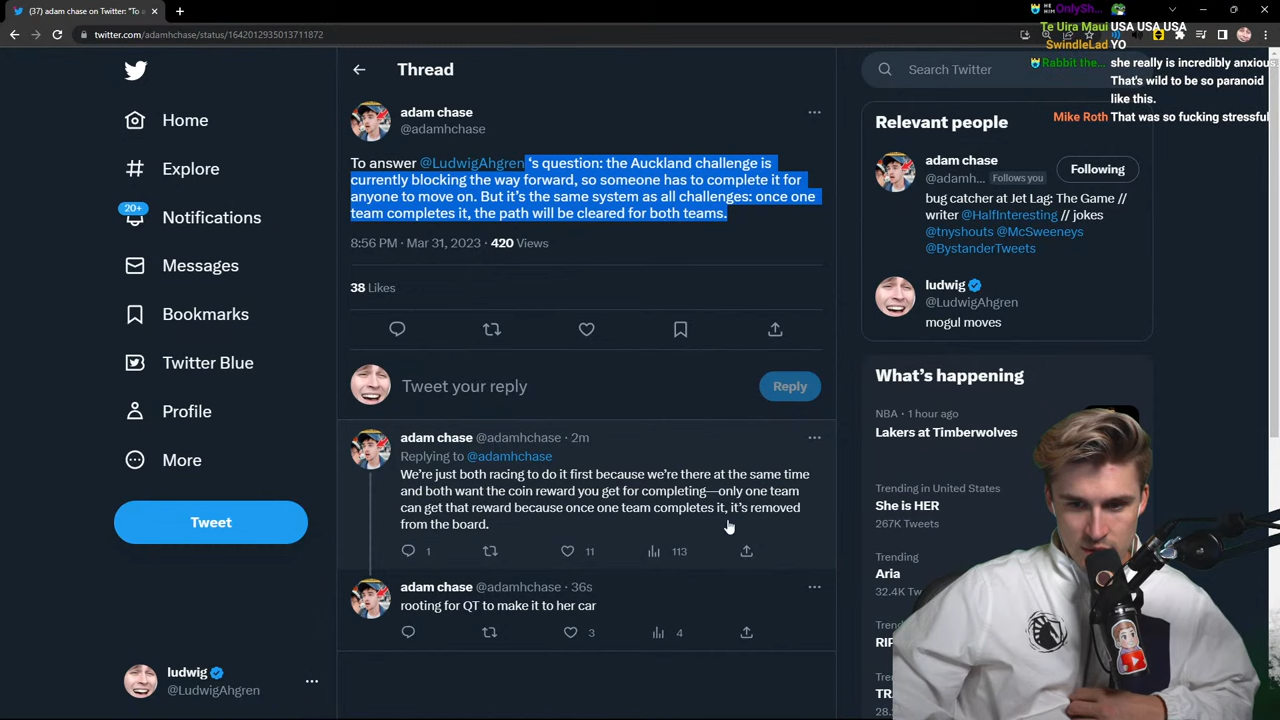 (37) adam chase on Twitter: "To a
twitter.com/adamhchase/status/1642012935013711872
OnlySh...
Te Uira Maui USA USA USA
SwindleLad YO
Rabbit the... she really is incredibly anxious.
That's wild to be so paranoid
like this.
Mike Roth That was so fucking stressful
Home
Explore
20+
Notifications
Messages
Bookmarks
Twitter Blue
Profile
More
Tweet
ludwig
@LudwigAhgren
Thread
adam chase
@adamhchase
To answer @LudwigAhgren 's question: the Auckland challenge is
currently blocking the way forward, so someone has to complete it for
anyone to move on. But it's the same system as all challenges: once one
team completes it, the path will be cleared for both teams.
8:56 PM · Mar 31, 2023 · 420 Views
38 Likes
Tweet your reply
Reply
adam chase @adamhchase · 2m
Replying to @adamhchase
We're just both racing to do it first because we're there at the same time
and both want the coin reward you get for completing—only one team
can get that reward because once one team completes it, it's removed
from the board.
1 11 113
adam chase @adamhchase · 36s
rooting for QT to make it to her car
3 4
Search Twitter
Relevant people
adam chase
@adamh... Follows you
Following
bug catcher at Jet Lag: The Game //
writer @HalfInteresting // jokes
@tnyshouts @McSweeneys
@BystanderTweets
ludwig
@LudwigAhgren
mogul moves
What's happening
NBA · 1 hour ago
Lakers at Timberwolves
Trending in United States
She is HER
267K Tweets
Trending
Aria
32.4K Tweets
Trend
RIP
Trend
TR
28.